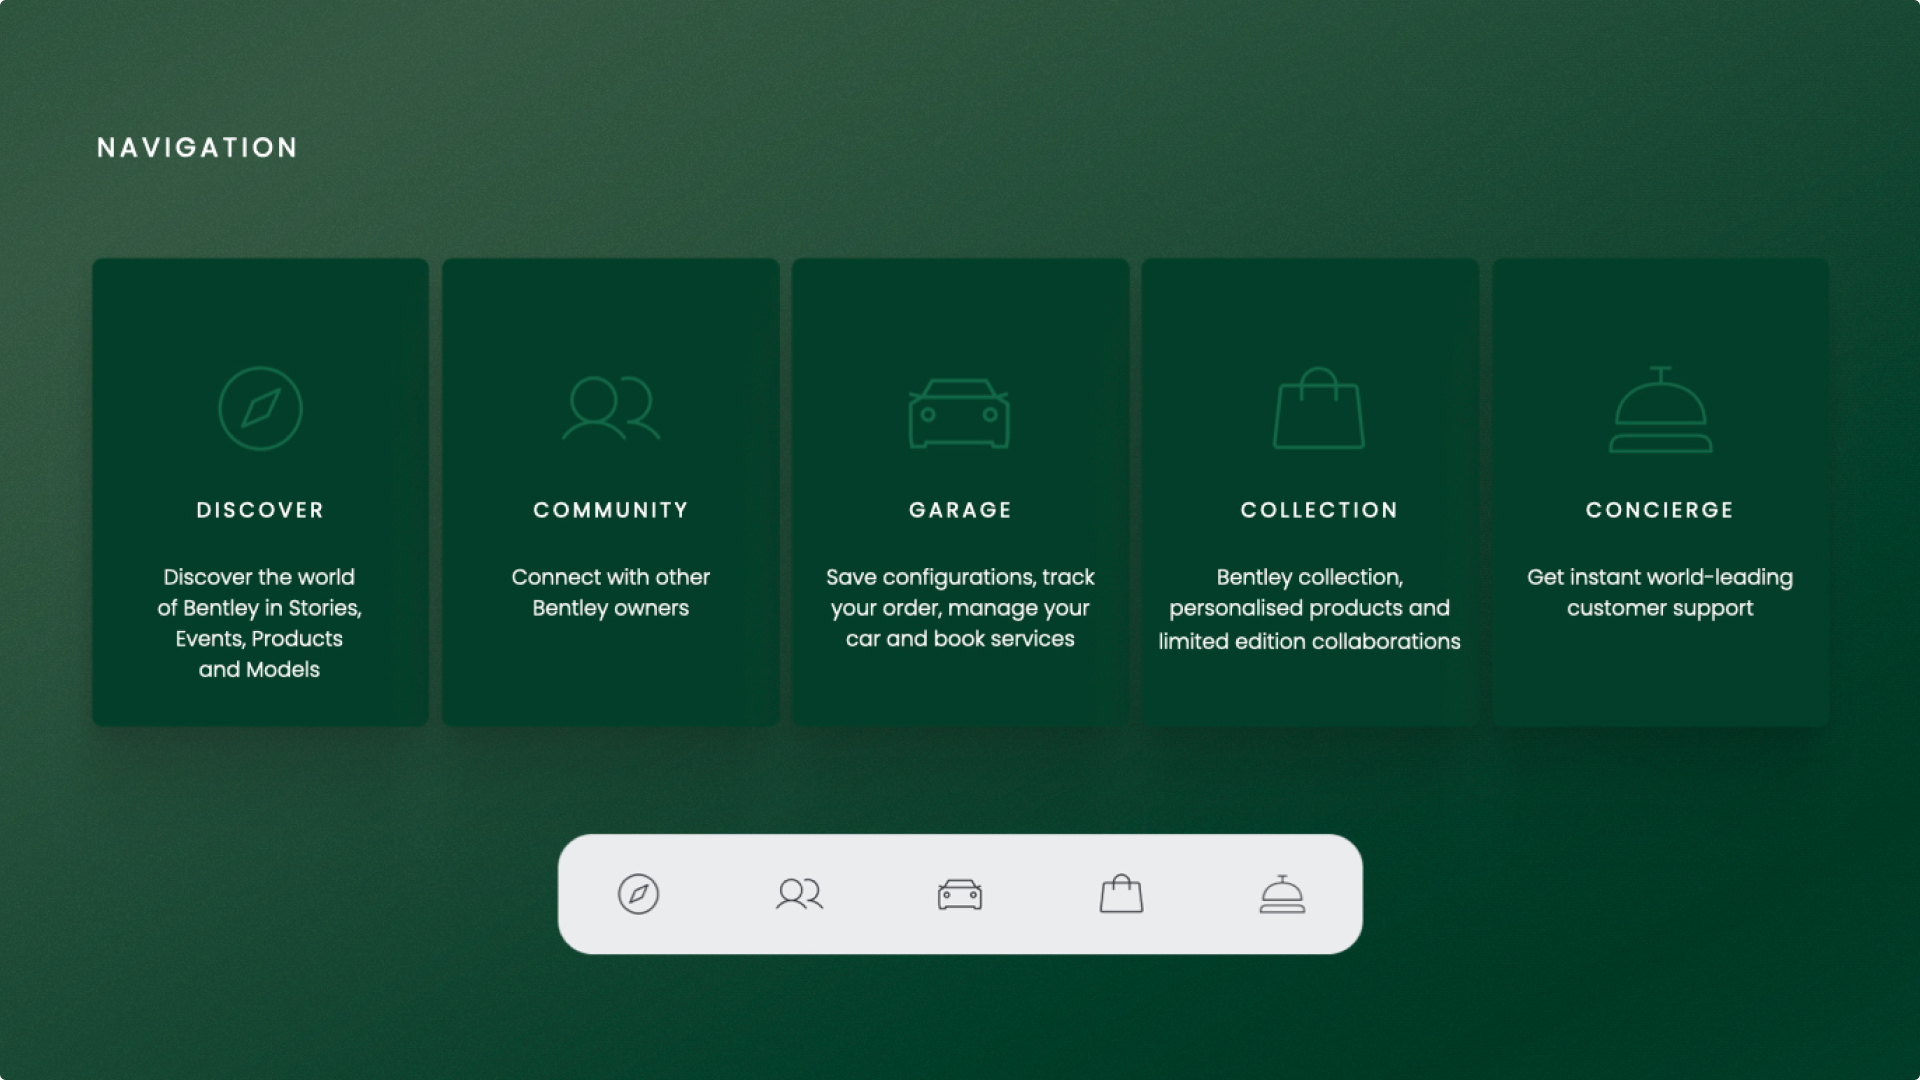 NAVIGATION
DISCOVER
Discover the world
of Bentley in Stories,
Events, Products
and Models
COMMUNITY
Connect with other
Bentley owners
GARAGE
Save configurations, track
your order, manage your
car and book services
COLLECTION
Bentley collection,
personalised products and
limited edition collaborations
CONCIERGE
Get instant world-leading
customer support